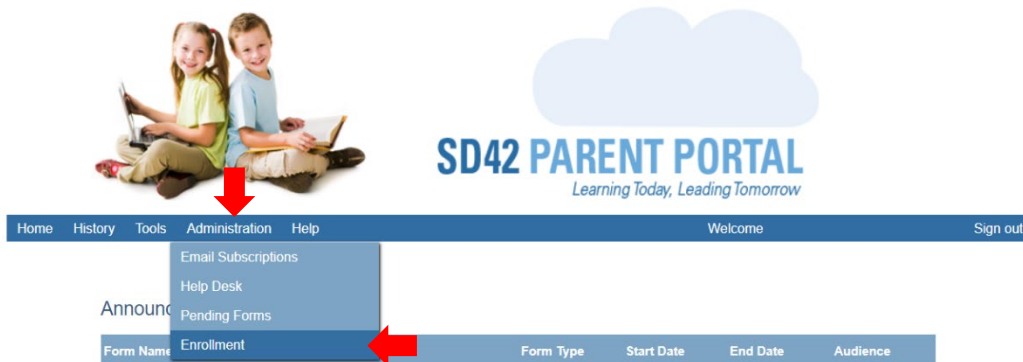 SD42 PARENT PORTAL
Learning Today, Leading Tomorrow
Home History Tools Administration Help Welcome Sign out
Email Subscriptions
Help Desk
Pending Forms
Enrollment
Announc
Form Name Form Type Start Date End Date Audience